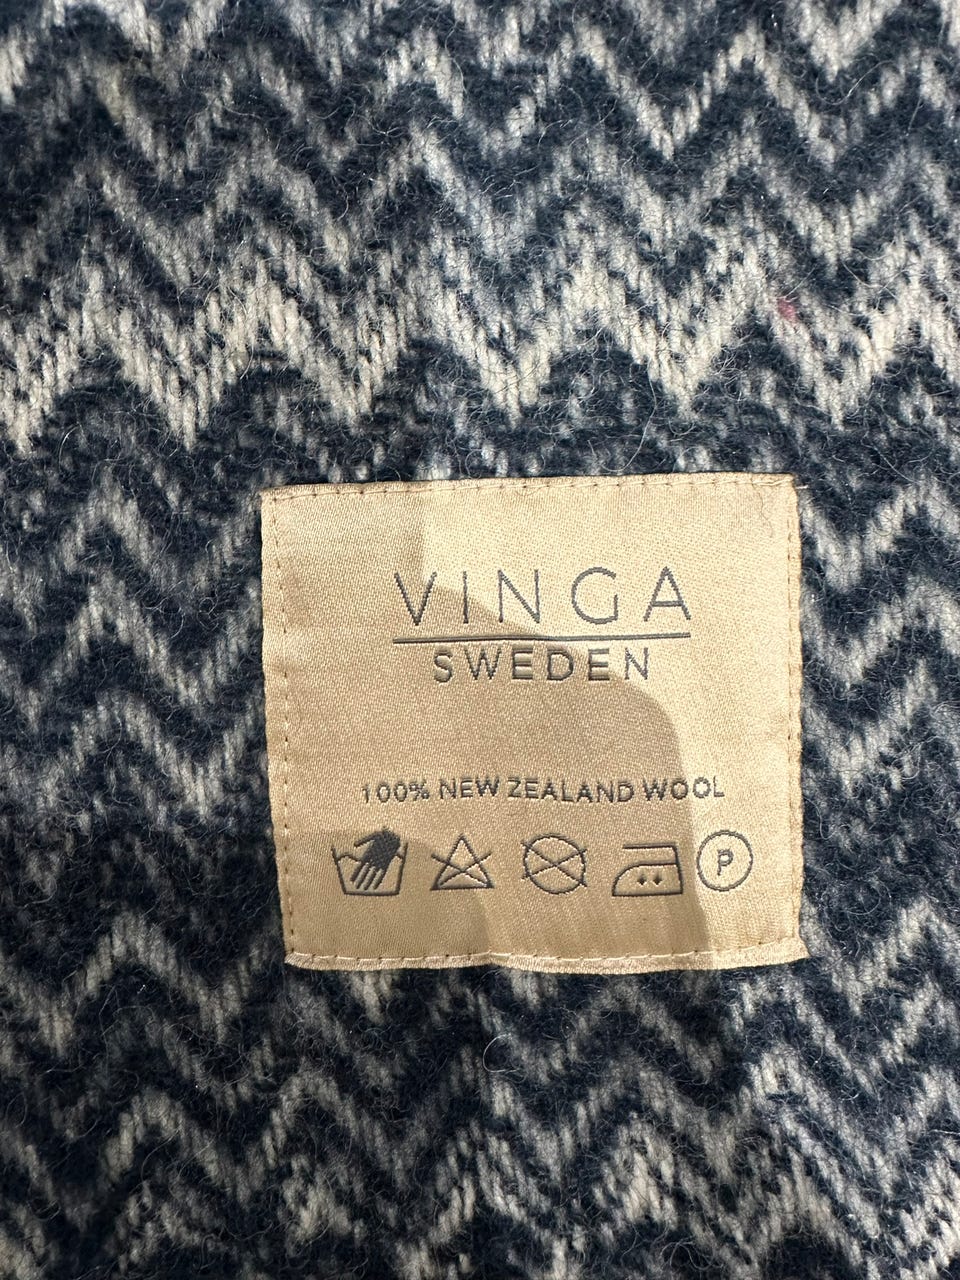 VINGA
SWEDEN
100% NEW ZEALAND WOOL
P